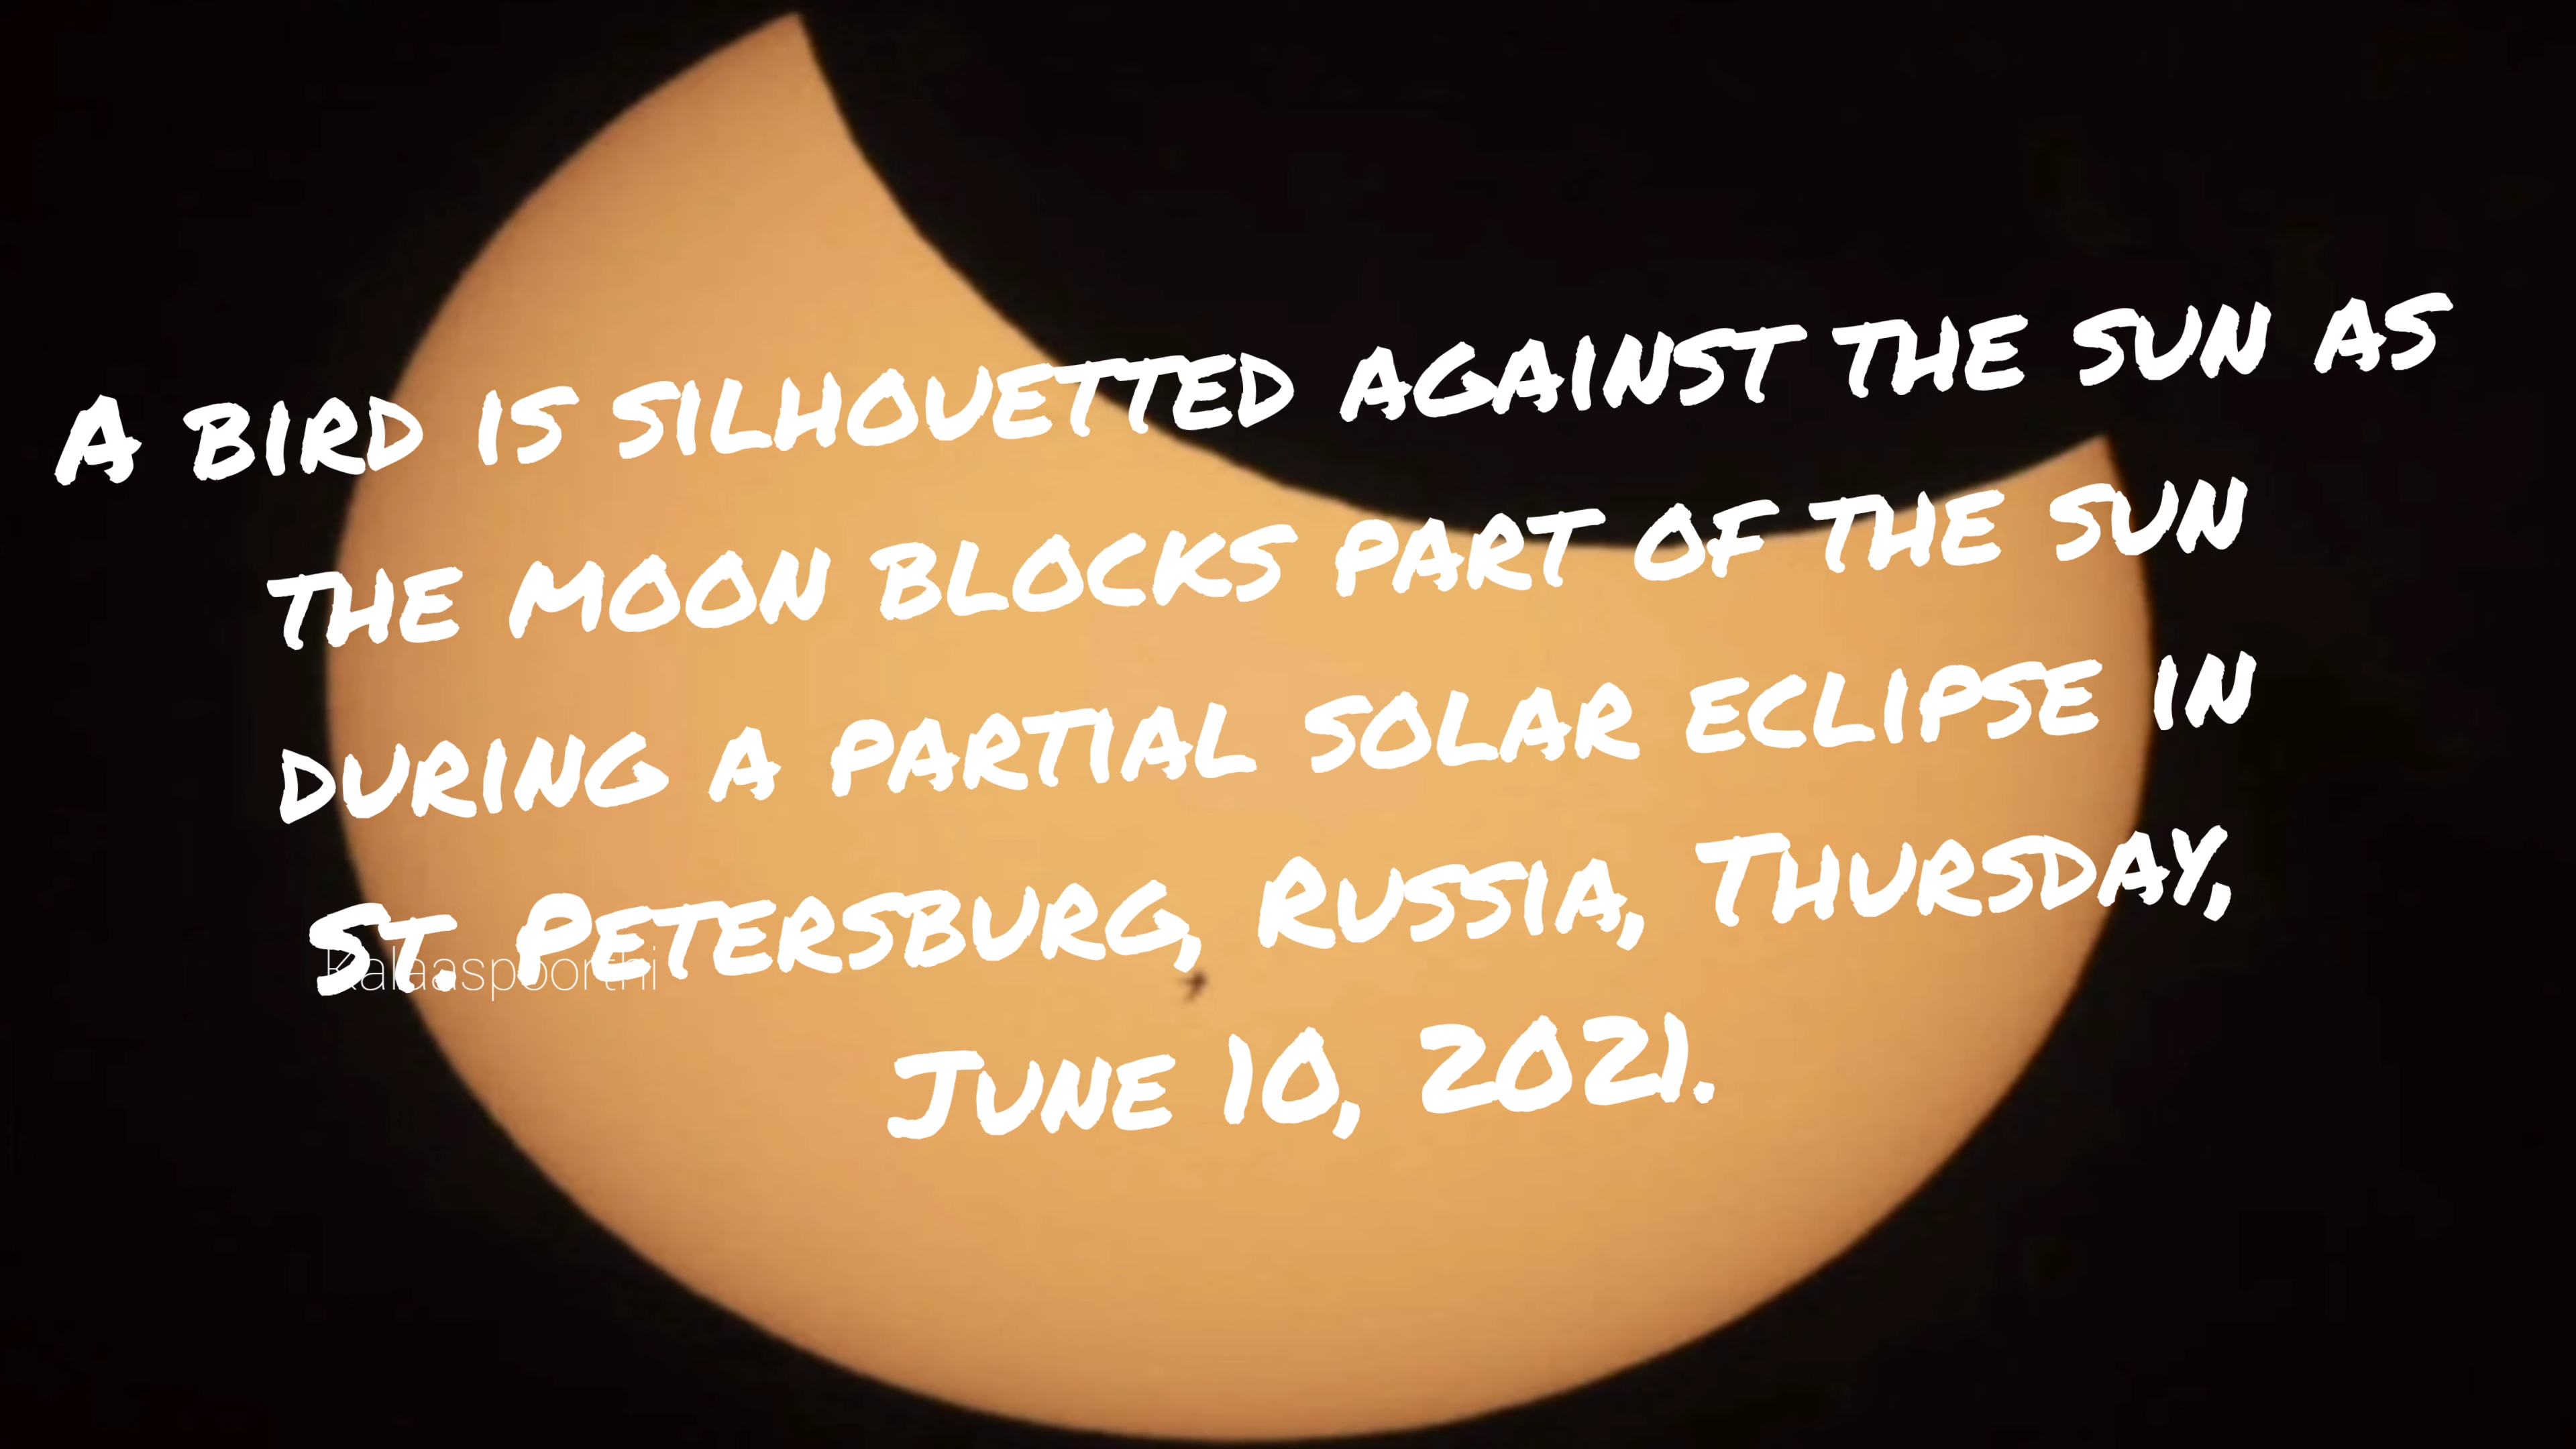 A bird is silhouetted against the sun as
the moon blocks part of the sun
during a partial solar eclipse in
St. Petersburg, Russia, Thursday,
Kalaaspoorthi
June 10, 2021.